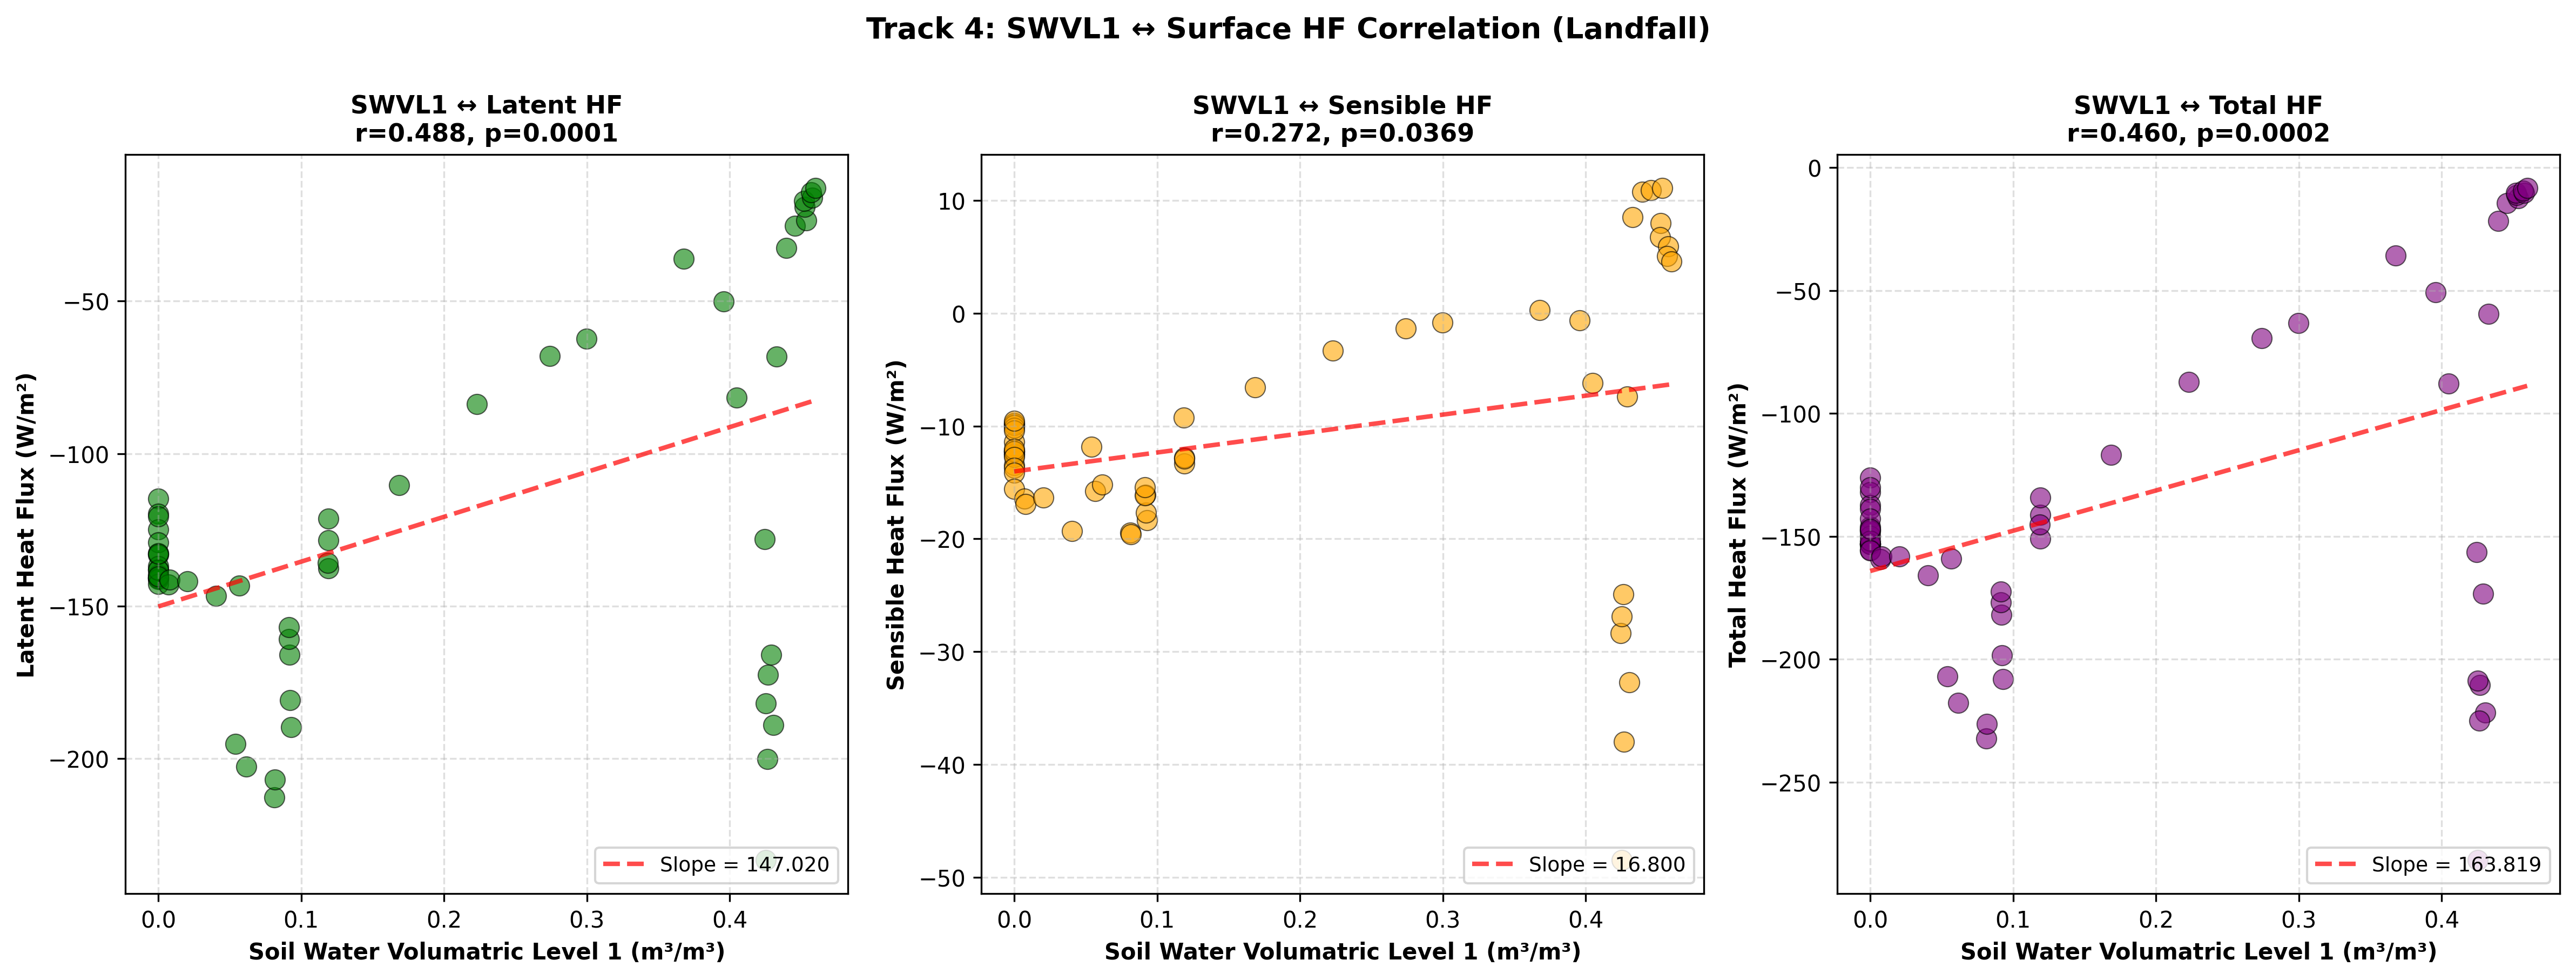 Track 4: SWVL1 ↔ Surface HF Correlation (Landfall)
SWVL1 ↔ Latent HF
r=0.488, p=0.0001
Latent Heat Flux (W/m²)
−50
−100
−150
−200
0.0 0.1 0.2 0.3 0.4
Soil Water Volumatric Level 1 (m³/m³)
Slope = 147.020
SWVL1 ↔ Sensible HF
r=0.272, p=0.0369
Sensible Heat Flux (W/m²)
10
0
−10
−20
−30
−40
−50
0.0 0.1 0.2 0.3 0.4
Soil Water Volumatric Level 1 (m³/m³)
Slope = 16.800
SWVL1 ↔ Total HF
r=0.460, p=0.0002
Total Heat Flux (W/m²)
0
−50
−100
−150
−200
−250
0.0 0.1 0.2 0.3 0.4
Soil Water Volumatric Level 1 (m³/m³)
Slope = 163.819